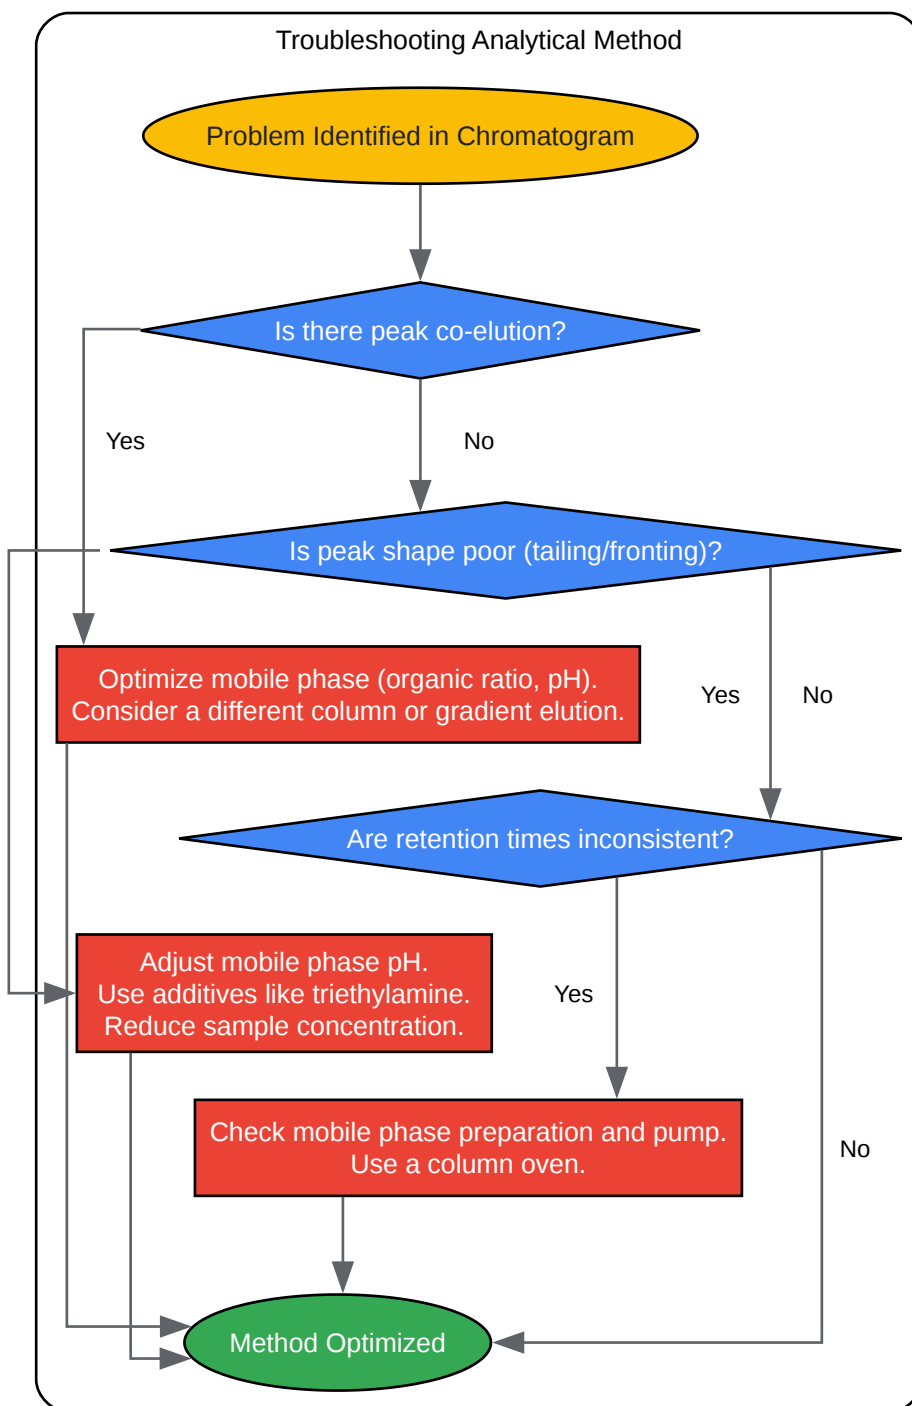 Troubleshooting Analytical Method
Problem Identified in Chromatogram
Is there peak co-elution?
Yes
No
Is peak shape poor (tailing/fronting)?
Optimize mobile phase (organic ratio, pH).
Consider a different column or gradient elution.
Yes
No
Are retention times inconsistent?
Adjust mobile phase pH.
Use additives like triethylamine.
Reduce sample concentration.
Yes
Check mobile phase preparation and pump.
Use a column oven.
No
Method Optimized